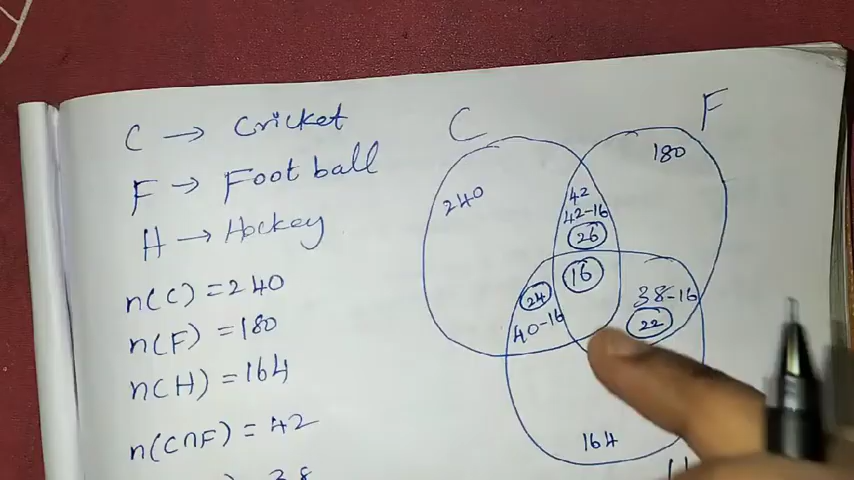 C → Cricket
F → Foot ball
H → Hockey
n(C) = 240
n(F) = 180
n(H) = 164
n(C∩F) = 42
38
C
F
240
180
42
42-16
26
16
24
40-16
38-16
22
164